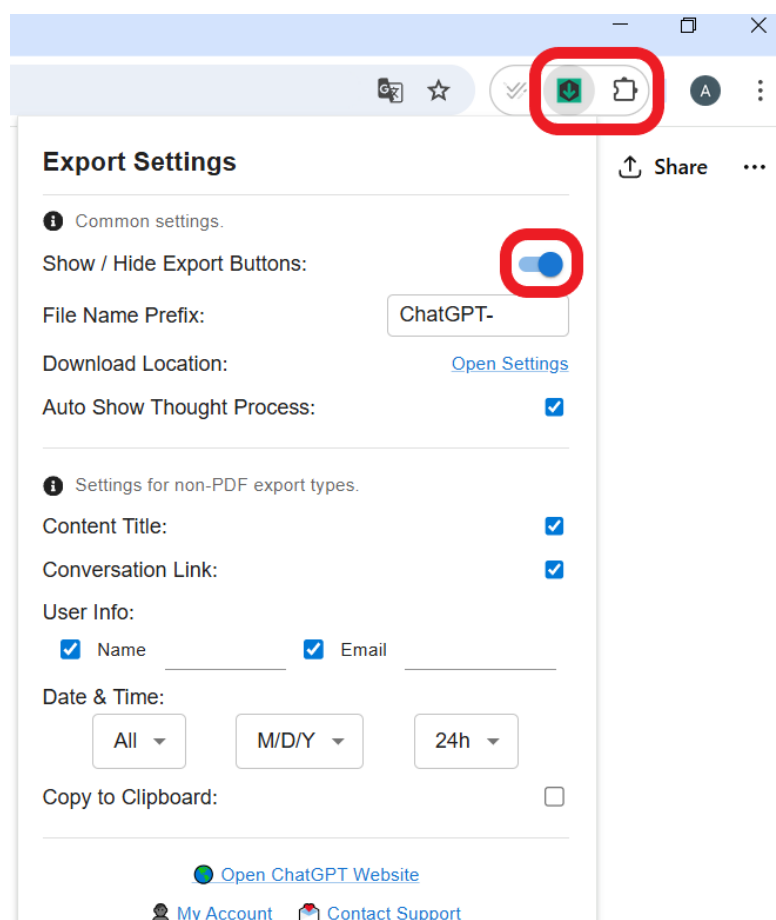 A
Export Settings
Share
Common settings.
Show / Hide Export Buttons:
File Name Prefix: ChatGPT-
Download Location: Open Settings
Auto Show Thought Process:
Settings for non-PDF export types.
Content Title:
Conversation Link:
User Info:
Name Email
Date & Time:
All M/D/Y 24h
Copy to Clipboard:
Open ChatGPT Website
My Account Contact Support